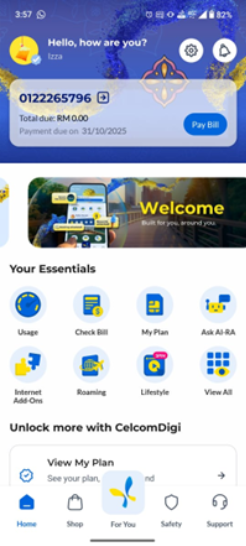 3:57
82%
Hello, how are you?
Izza
0122265796
Total due: RM 0.00
Payment due on 31/10/2025
Pay Bill
Welcome
Built for you, around you.
Your Essentials
Usage
Check Bill
My Plan
Ask AI-RA
Internet
Add-Ons
Roaming
Lifestyle
View All
Unlock more with CelcomDigi
View My Plan
See your plan, nd
Home
Shop
For You
Safety
Support